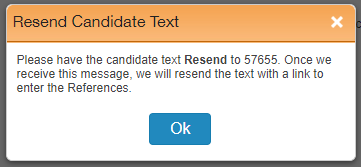 Resend Candidate Text
Please have the candidate text Resend to 57655. Once we
receive this message, we will resend the text with a link to
enter the References.
Ok